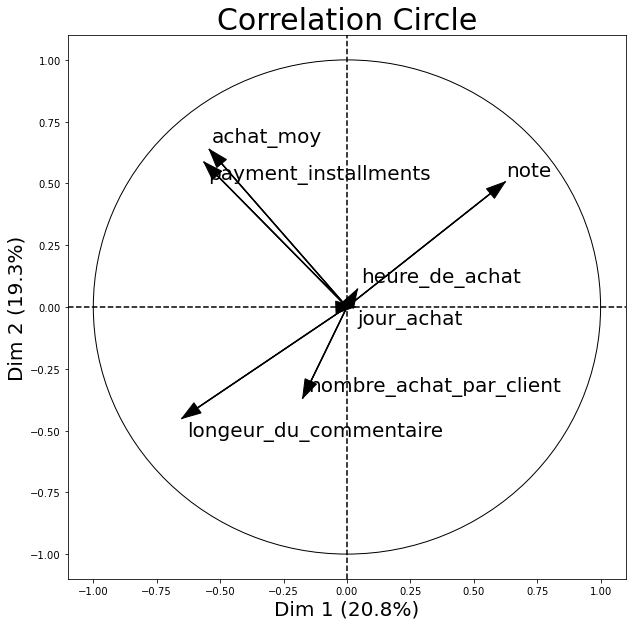 Correlation Circle
1.00
0.75
0.50
0.25
0.00
−0.25
−0.50
−0.75
−1.00
Dim 2 (19.3%)
achat_moy
payment_installments
note
heure_de_achat
jour_achat
nombre_achat_par_client
longeur_du_commentaire
−1.00 −0.75 −0.50 −0.25 0.00 0.25 0.50 0.75 1.00
Dim 1 (20.8%)